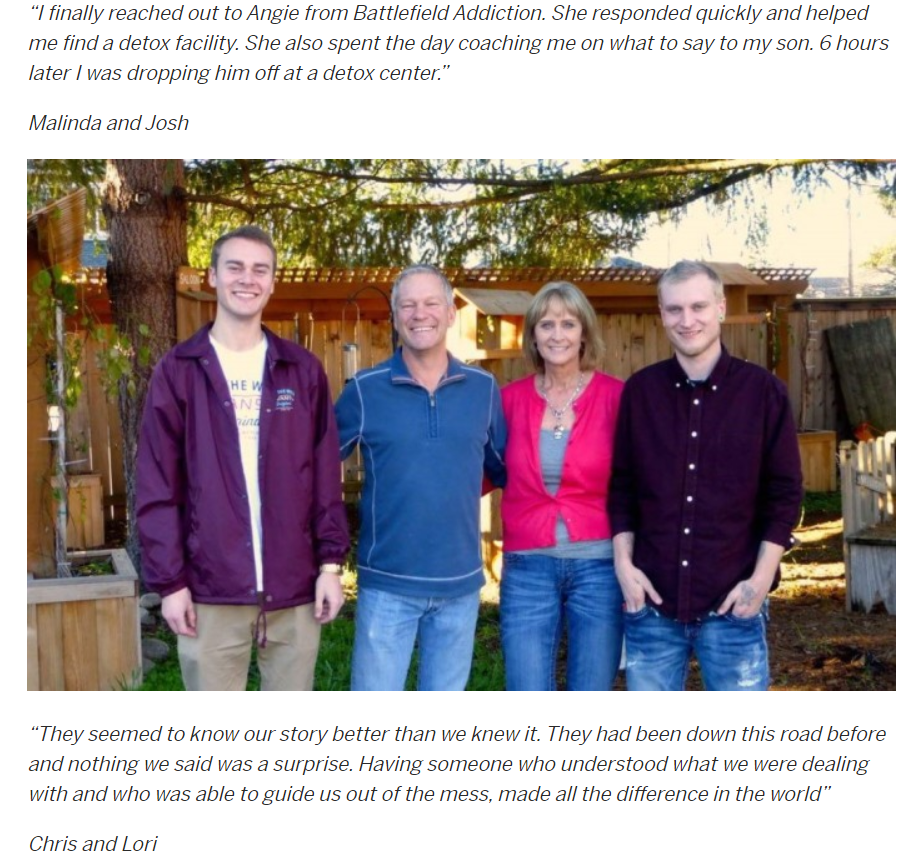 “I finally reached out to Angie from Battlefield Addiction. She responded quickly and helped
me find a detox facility. She also spent the day coaching me on what to say to my son. 6 hours
later I was dropping him off at a detox center.”
Malinda and Josh
HE W
ANS
“They seemed to know our story better than we knew it. They had been down this road before
and nothing we said was a surprise. Having someone who understood what we were dealing
with and who was able to guide us out of the mess, made all the difference in the world”
Chris and Lori